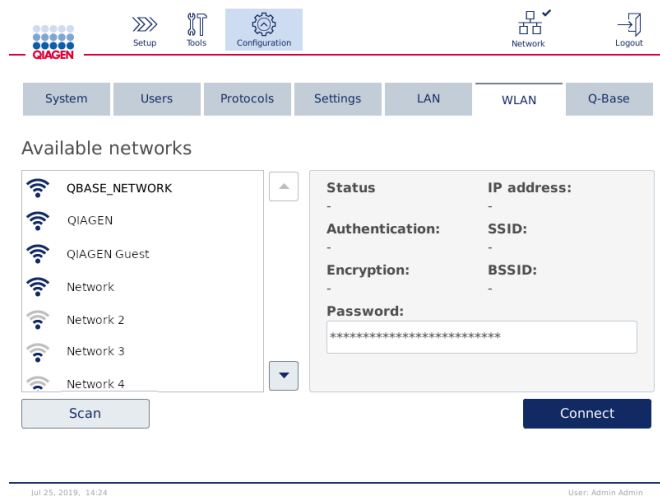 QIAGEN
Setup
Tools
Configuration
Network
Logout
System
Users
Protocols
Settings
LAN
WLAN
Q-Base
Available networks
QBASE_NETWORK
QIAGEN
QIAGEN Guest
Network
Network 2
Network 3
Network 4
Status
-
IP address:
-
Authentication:
-
SSID:
-
Encryption:
-
BSSID:
-
Password:
**************************
Scan
Connect
Jul 25, 2019, 14:24
User: Admin Admin